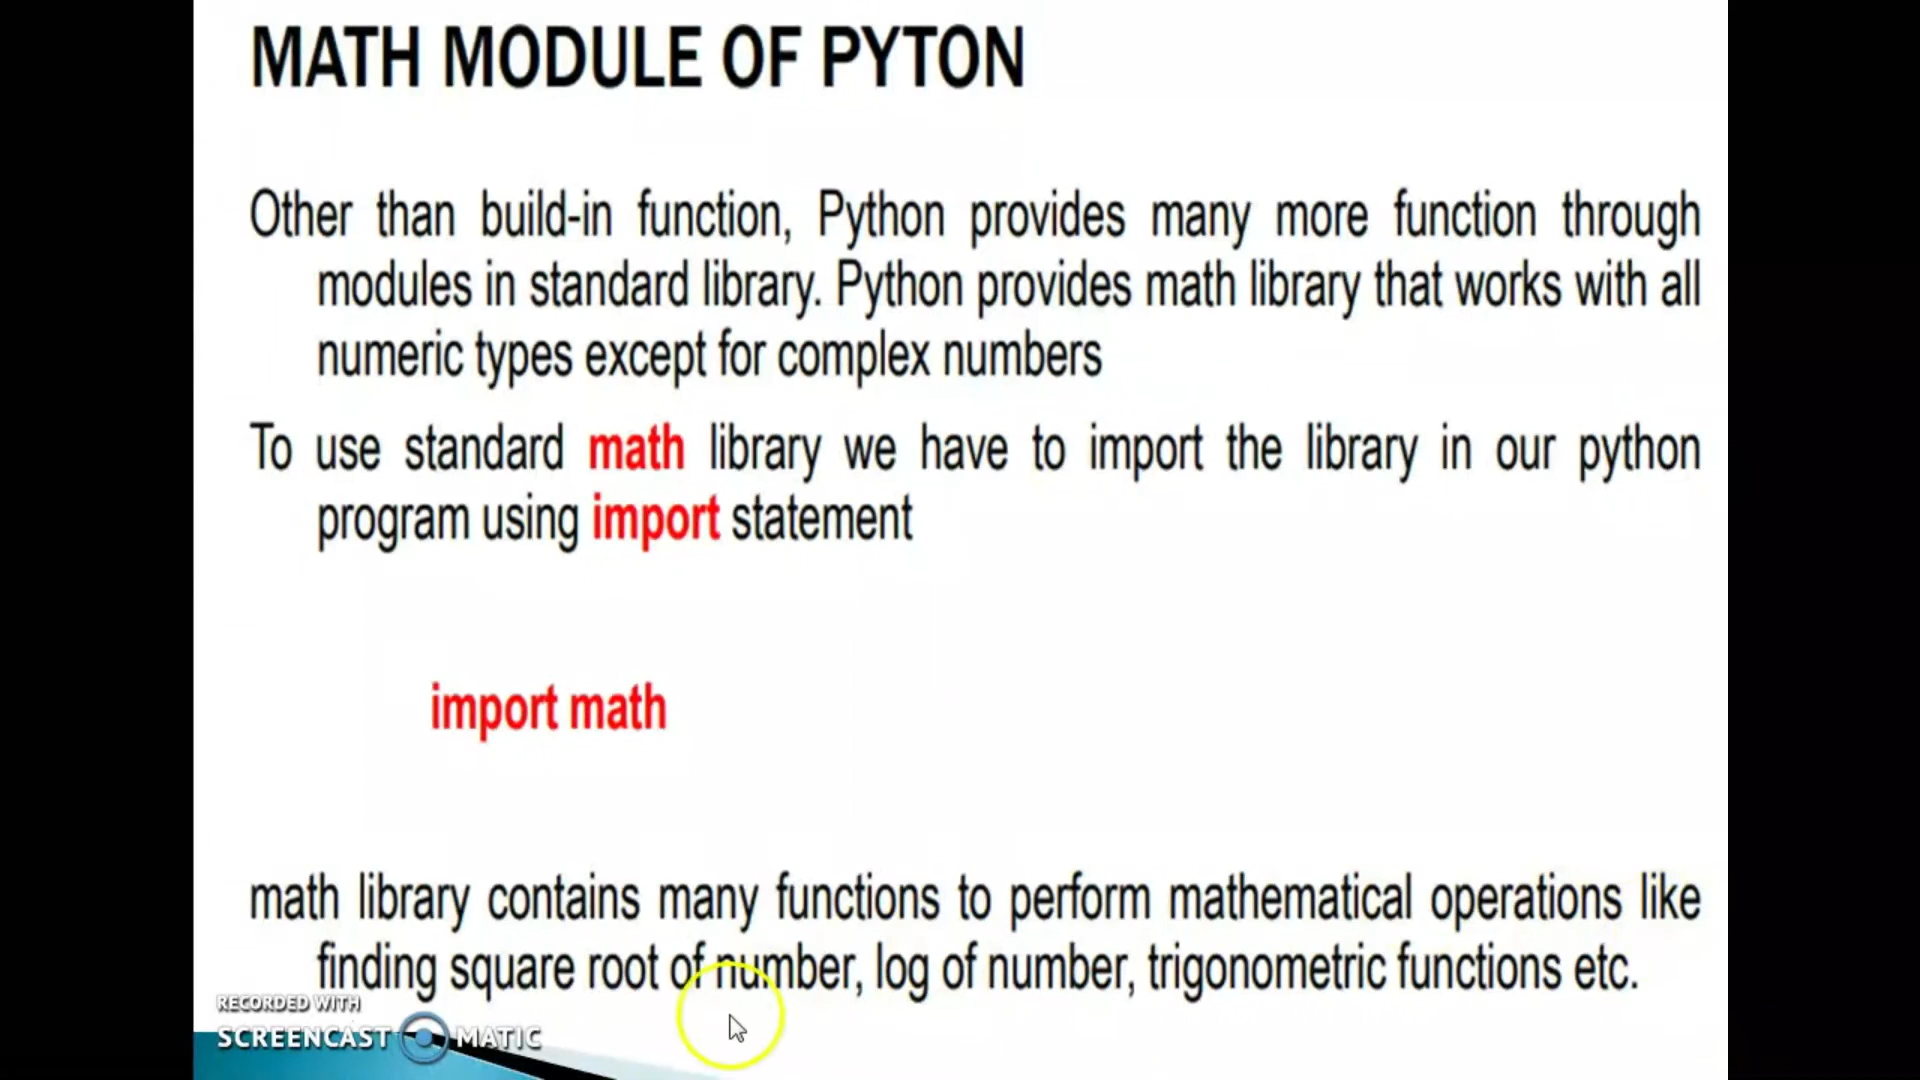 MATH MODULE OF PYTON
Other than build-in function, Python provides many more function through
modules in standard library. Python provides math library that works with all
numeric types except for complex numbers
To use standard math library we have to import the library in our python
program using import statement
import math
math library contains many functions to perform mathematical operations like
finding square root of number, log of number, trigonometric functions etc.
RECORDED WITH
SCREENCAST MATIC